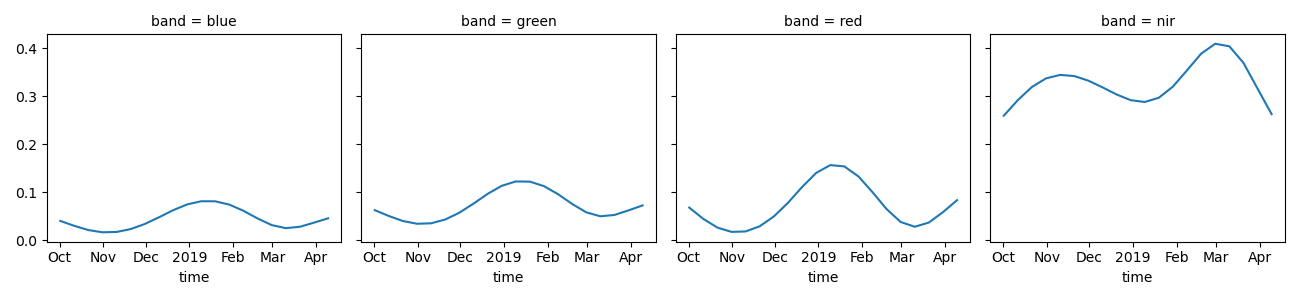 band = blue band = green band = red band = nir
0.4
0.3
0.2
0.1
0.0
Oct Nov Dec 2019 Feb Mar Apr Oct Nov Dec 2019 Feb Mar Apr Oct Nov Dec 2019 Feb Mar Apr Oct Nov Dec 2019 Feb Mar Apr
time time time time